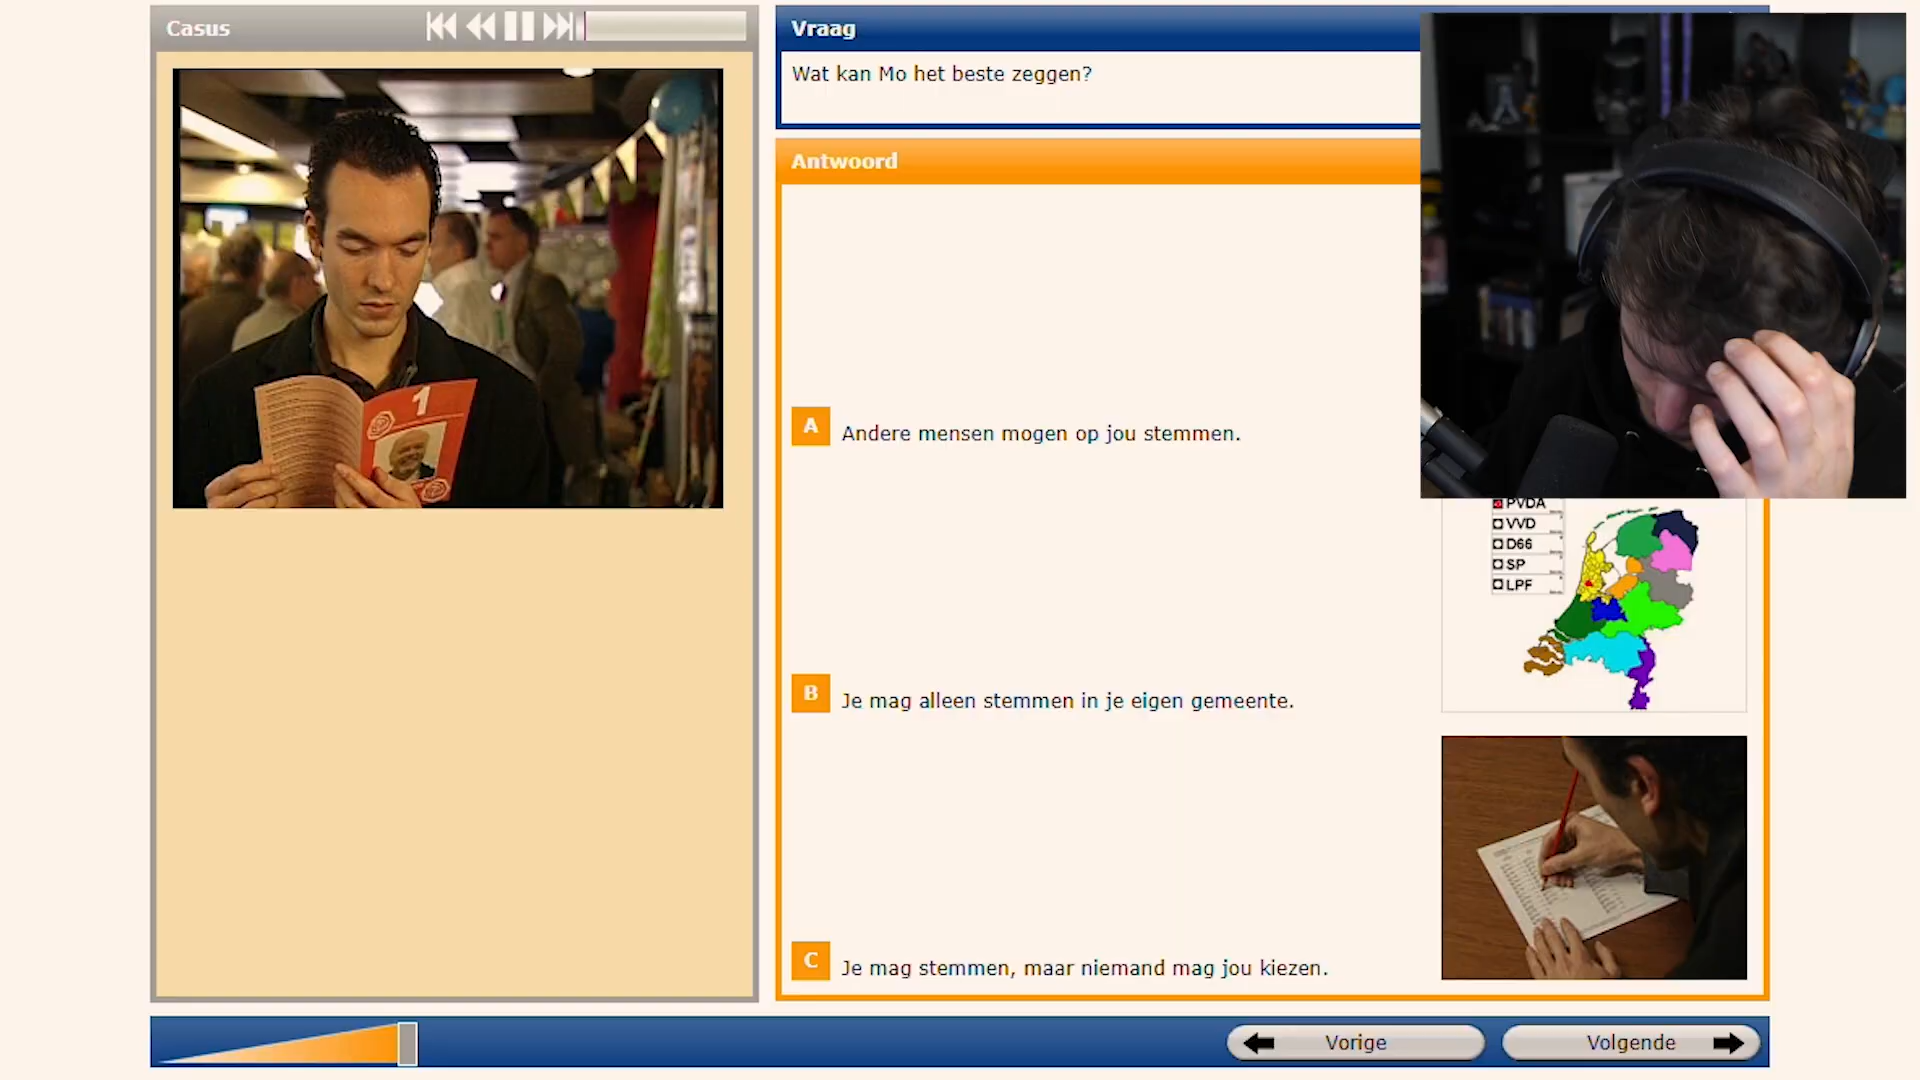 Casus
Vraag
Wat kan Mo het beste zeggen?
Antwoord
1
A Andere mensen mogen op jou stemmen.
PVDA
VVD
D66
SP
LPF
B Je mag alleen stemmen in je eigen gemeente.
C Je mag stemmen, maar niemand mag jou kiezen.
Vorige
Volgende